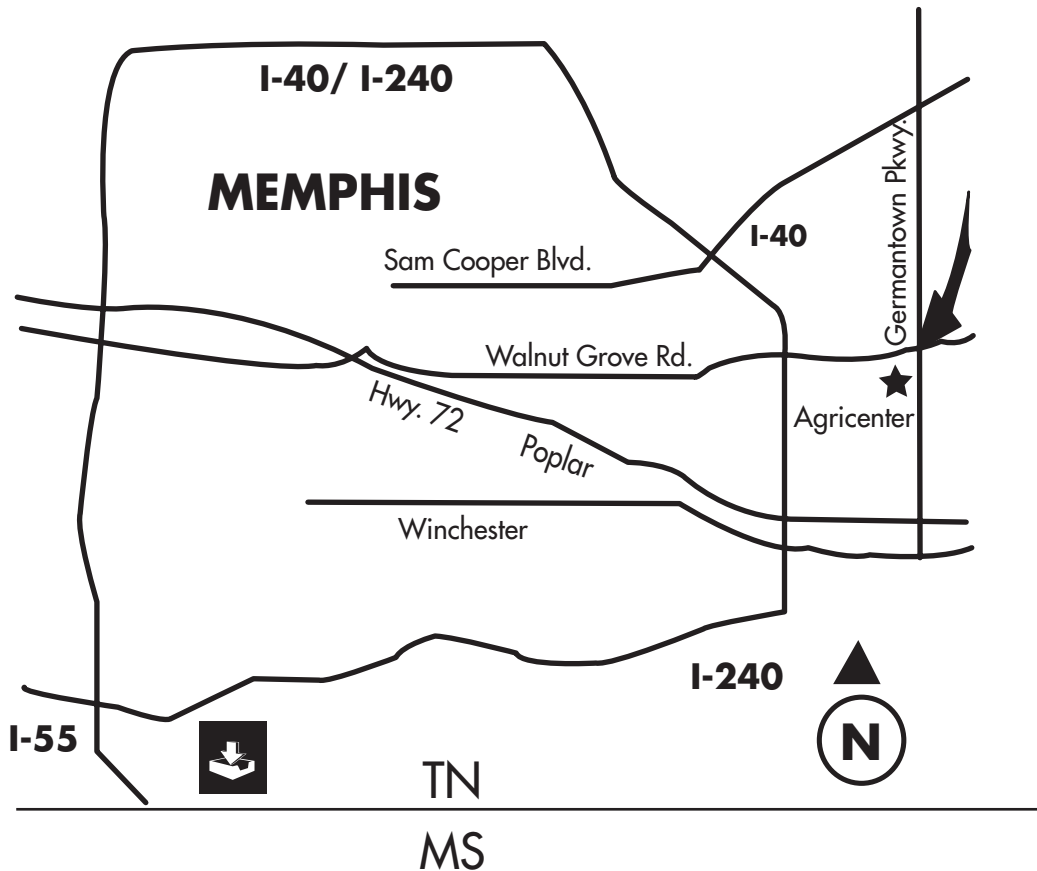 I-40/ I-240
MEMPHIS
Germantown Pkwy.
I-40
Sam Cooper Blvd.
Walnut Grove Rd.
Hwy. 72
Agricenter
Poplar
Winchester
I-240
I-55
N
TN
MS